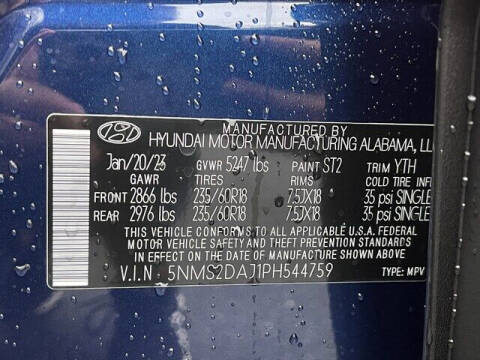 MANUFACTURED BY
HYUNDAI MOTOR MANUFACTURING ALABAMA, LL
Jan/20/23 GVWR 5247 lbs PAINT ST2 TRIM YTH
GAWR TIRES RIMS COLD TIRE INF
FRONT 2866 lbs 235/60R18 7.5JX18 35 psi SINGLE
REAR 2976 lbs 235/60R18 7.5JX18 35 psi SINGLE
THIS VEHICLE CONFORMS TO ALL APPLICABLE U.S.A. FEDERAL
MOTOR VEHICLE SAFETY AND THEFT PREVENTION STANDARDS
IN EFFECT ON THE DATE OF MANUFACTURE SHOWN ABOVE.
V.I.N 5NMS2DAJ1PH544759 TYPE: MPV